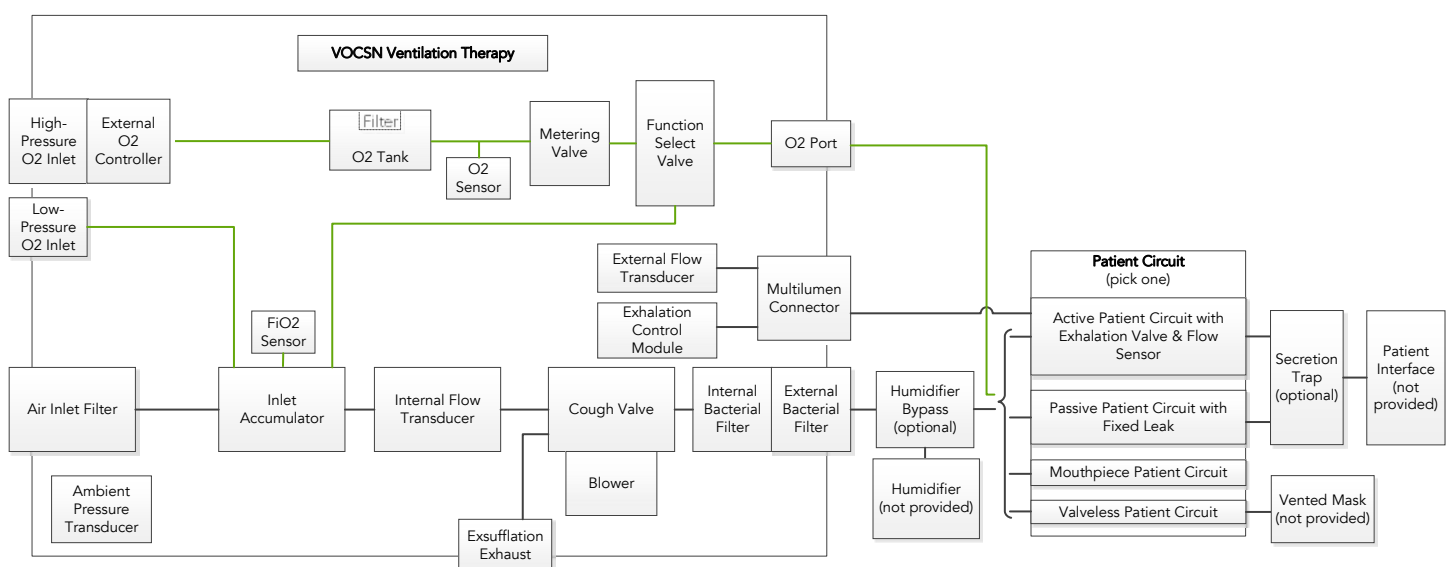 VOCSN Ventilation Therapy
High-
Pressure
O2 Inlet
External
O2
Controller
Filter
O2 Tank
O2
Sensor
Metering
Valve
Function
Select
Valve
O2 Port
Low-
Pressure
O2 Inlet
External Flow
Transducer
Exhalation
Control
Module
Multilumen
Connector
Patient Circuit
(pick one)
Active Patient Circuit with
Exhalation Valve & Flow
Sensor
Passive Patient Circuit with
Fixed Leak
Mouthpiece Patient Circuit
Valveless Patient Circuit
Secretion
Trap
(optional)
Patient
Interface
(not
provided)
Vented Mask
(not provided)
FiO2
Sensor
Air Inlet Filter
Inlet
Accumulator
Internal Flow
Transducer
Cough Valve
Blower
Internal
Bacterial
Filter
External
Bacterial
Filter
Humidifier
Bypass
(optional)
Humidifier
(not provided)
Ambient
Pressure
Transducer
Exsufflation
Exhaust